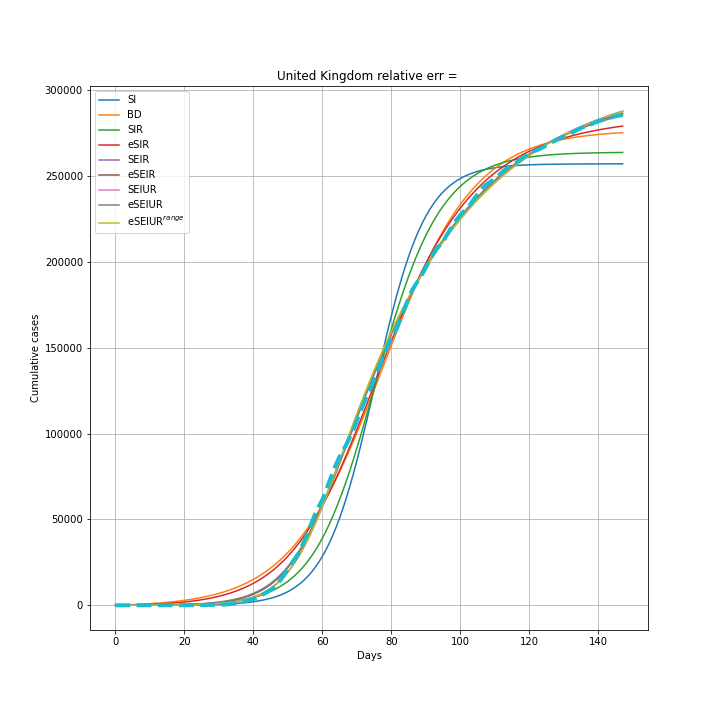 United Kingdom relative err =
SI
BD
SIR
eSIR
SEIR
eSEIR
SEIUR
eSEIUR
eSEIUR^range
300000
250000
200000
150000
100000
50000
0
Cumulative cases
0 20 40 60 80 100 120 140
Days